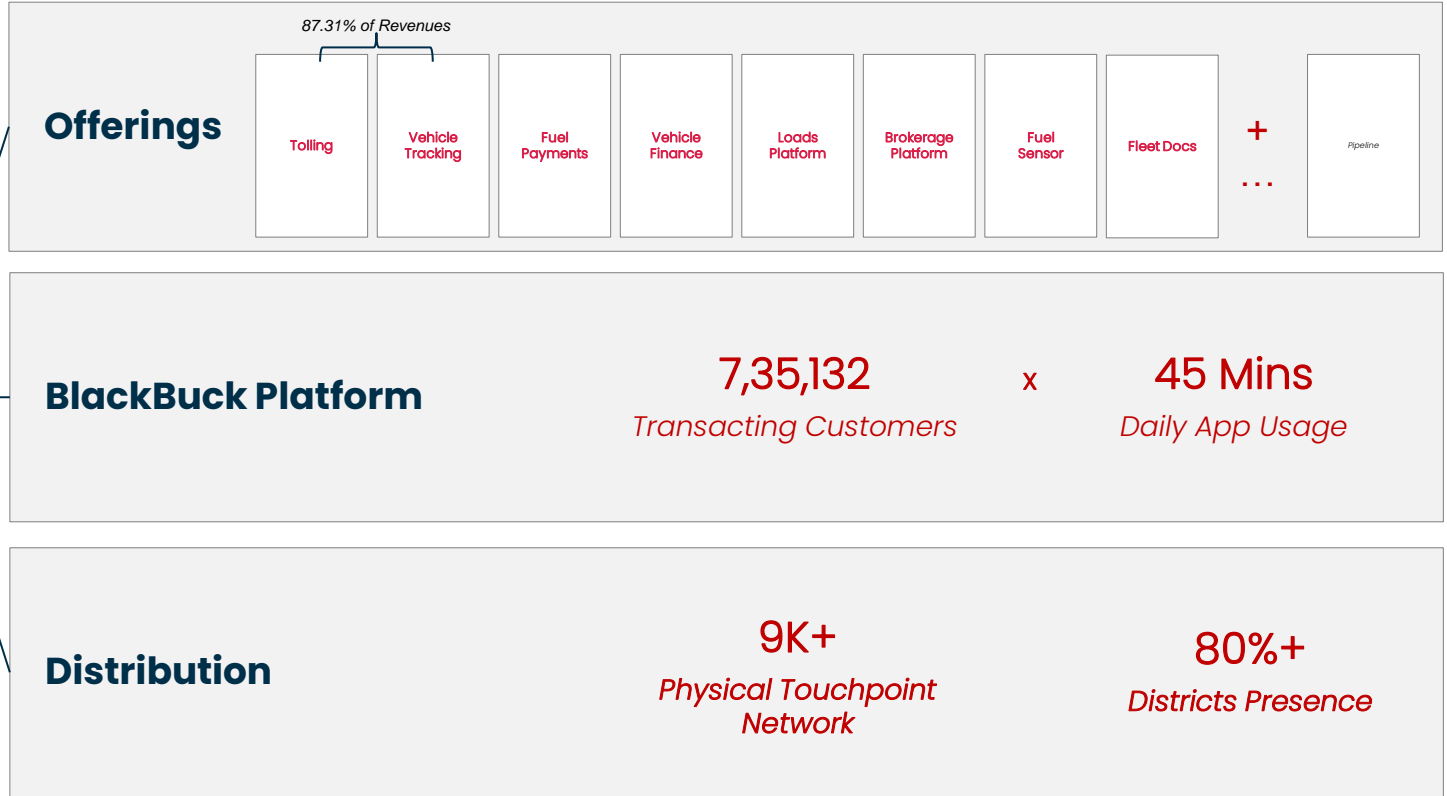 87.31% of Revenues
Offerings
Tolling
Vehicle
Tracking
Fuel
Payments
Vehicle
Finance
Loads
Platform
Brokerage
Platform
Fuel
Sensor
Fleet Docs
+
...
Pipeline
BlackBuck Platform
7,35,132
Transacting Customers
x
45 Mins
Daily App Usage
Distribution
9K+
Physical Touchpoint
Network
80%+
Districts Presence